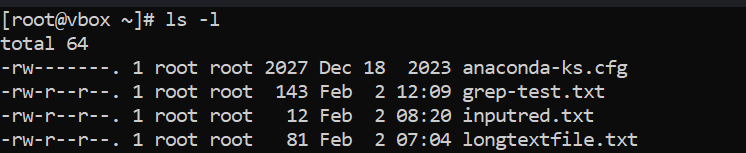 [root@vbox ~]# ls -l
total 64
-rw-------. 1 root root 2027 Dec 18  2023 anaconda-ks.cfg
-rw-r--r--. 1 root root  143 Feb  2 12:09 grep-test.txt
-rw-r--r--. 1 root root   12 Feb  2 08:20 inputred.txt
-rw-r--r--. 1 root root   81 Feb  2 07:04 longtextfile.txt